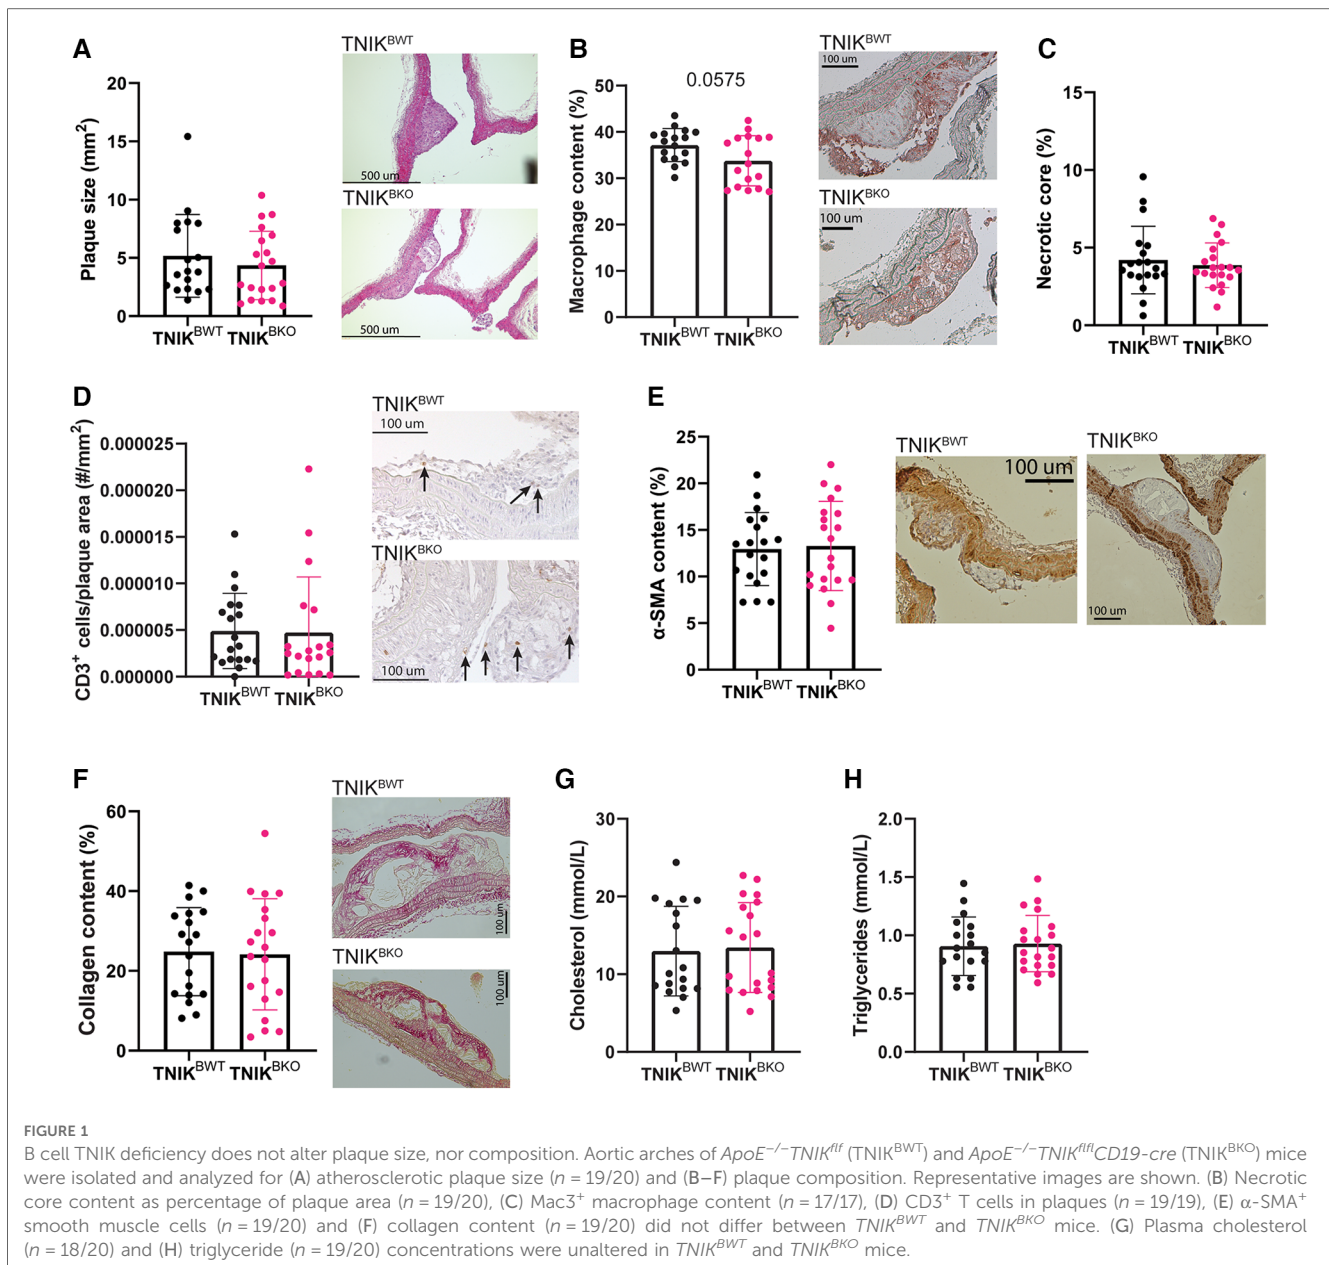 A
Plaque size (mm²)
20
15
10
5
0
TNIK^BWT TNIK^BKO
TNIK^BWT
500 um
TNIK^BKO
500 um
B
Macrophage content (%)
0.0575
50
40
30
20
10
0
TNIK^BWT TNIK^BKO
TNIK^BWT
100 um
TNIK^BKO
100 um
C
Necrotic core (%)
15
10
5
0
TNIK^BWT TNIK^BKO
D
CD3⁺ cells/plaque area (#/mm²)
0.000025
0.000020
0.000015
0.000010
0.000005
0.000000
TNIK^BWT TNIK^BKO
TNIK^BWT
100 um
TNIK^BKO
100 um
E
α-SMA content (%)
25
20
15
10
5
0
TNIK^BWT TNIK^BKO
TNIK^BWT
100 um
TNIK^BKO
100 um
F
Collagen content (%)
60
40
20
0
TNIK^BWT TNIK^BKO
TNIK^BWT
100 um
TNIK^BKO
100 um
G
Cholesterol (mmol/L)
30
20
10
0
TNIK^BWT TNIK^BKO
H
Triglycerides (mmol/L)
2.0
1.5
1.0
0.5
0.0
TNIK^BWT TNIK^BKO
FIGURE 1
B cell TNIK deficiency does not alter plaque size, nor composition. Aortic arches of ApoE⁻/⁻TNIK^flf (TNIK^BWT) and ApoE⁻/⁻TNIK^flflCD19-cre (TNIK^BKO) mice
were isolated and analyzed for (A) atherosclerotic plaque size (n = 19/20) and (B–F) plaque composition. Representative images are shown. (B) Necrotic
core content as percentage of plaque area (n = 19/20), (C) Mac3⁺ macrophage content (n = 17/17), (D) CD3⁺ T cells in plaques (n = 19/19), (E) α-SMA⁺
smooth muscle cells (n = 19/20) and (F) collagen content (n = 19/20) did not differ between TNIK^BWT and TNIK^BKO mice. (G) Plasma cholesterol
(n = 18/20) and (H) triglyceride (n = 19/20) concentrations were unaltered in TNIK^BWT and TNIK^BKO mice.